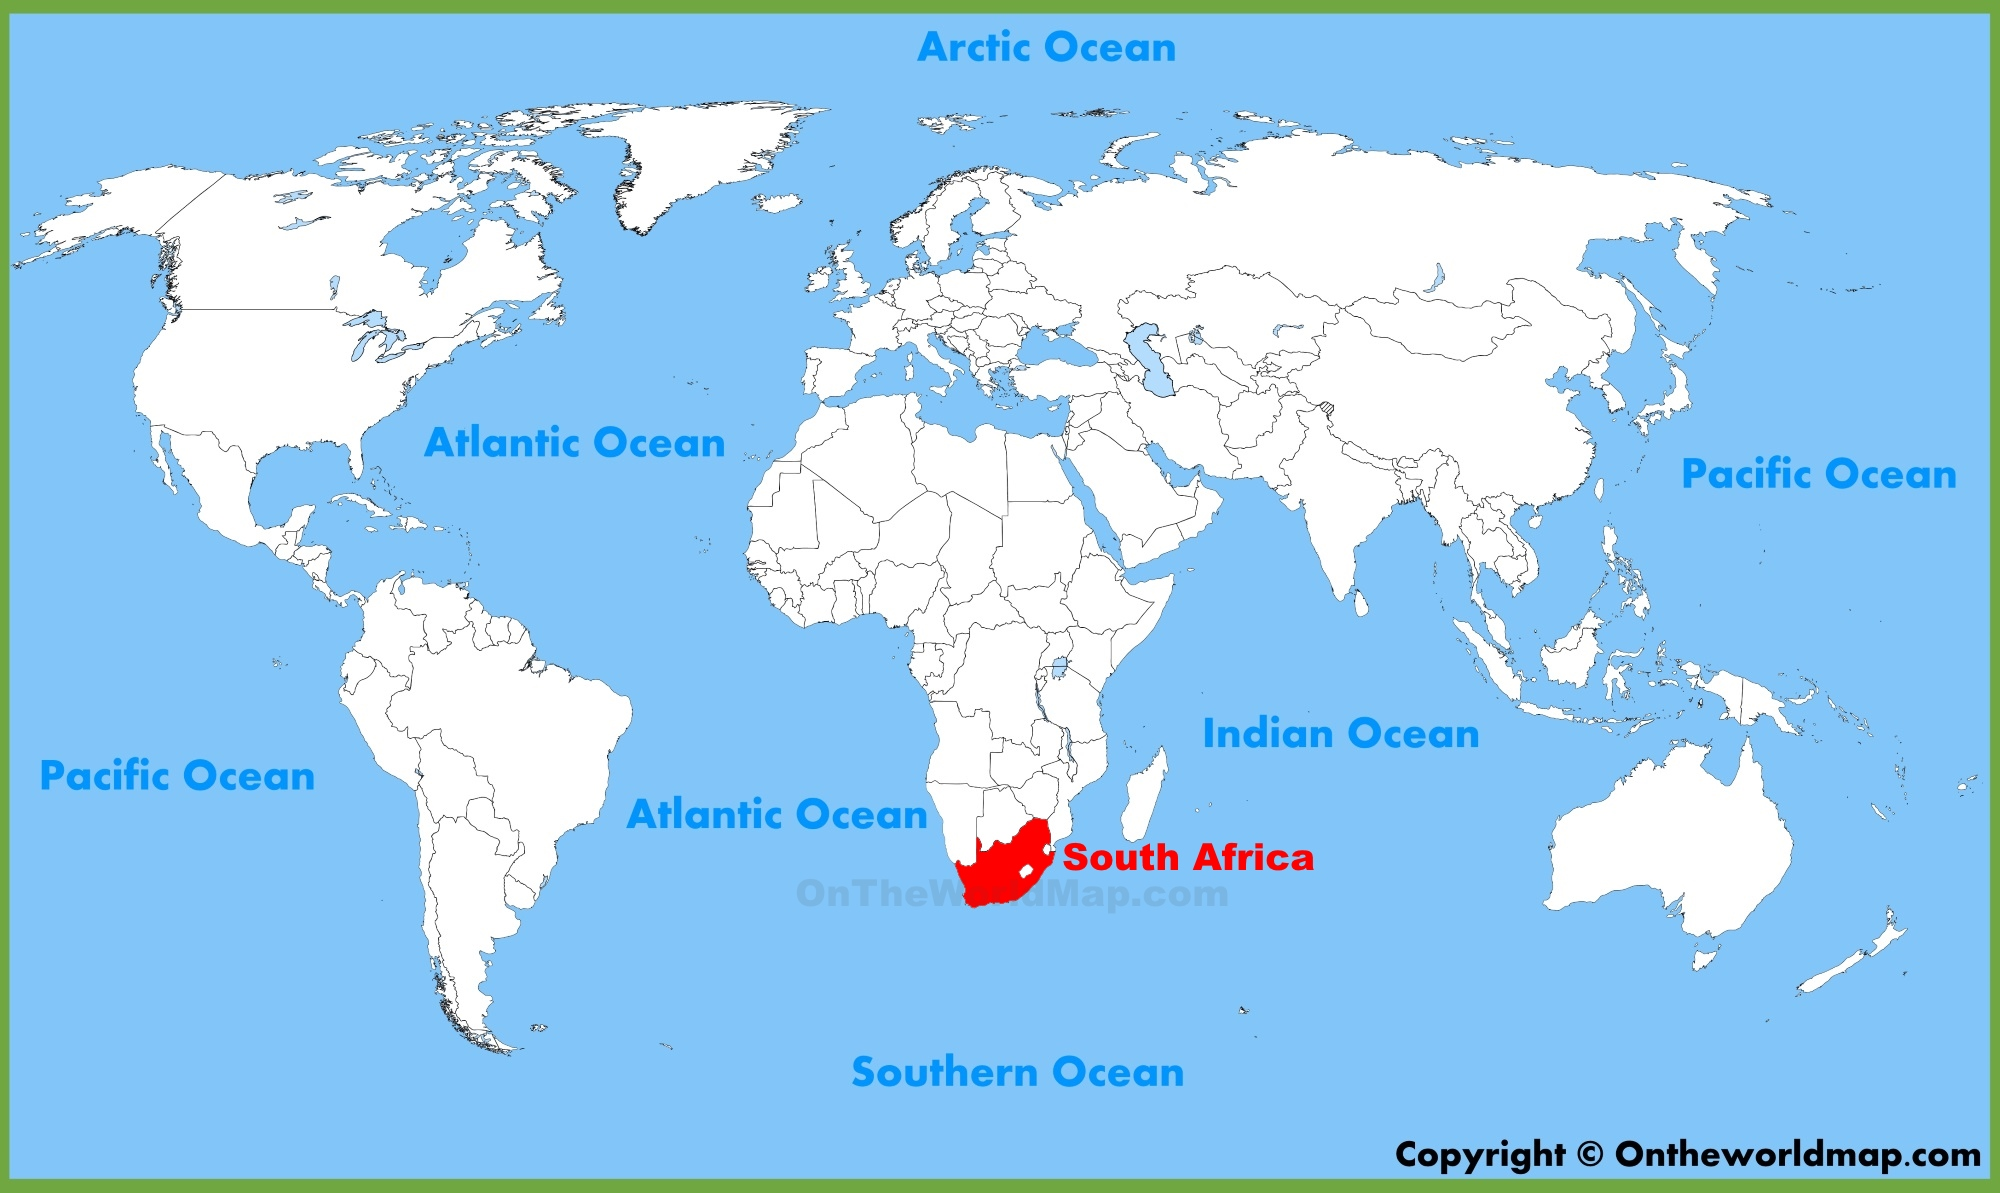 Arctic Ocean
Atlantic Ocean
Pacific Ocean
Indian Ocean
Pacific Ocean
Atlantic Ocean
South Africa
OnTheWorldMap.com
Southern Ocean
Copyright © Ontheworldmap.com